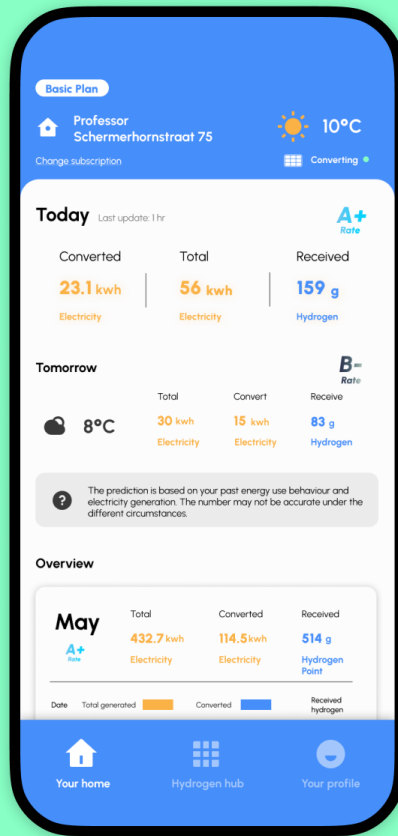 Basic Plan
Professor
Schermerhornstraat 75
10°C
Change subscription
Converting
Today Last update: 1 hr
A+
Rate
Converted Total Received
23.1 kwh 56 kwh 159 g
Electricity Electricity Hydrogen
Tomorrow
B-
Rate
Total Convert Receive
8°C 30 kwh 15 kwh 83 g
Electricity Electricity Hydrogen
?
The prediction is based on your past energy use behaviour and
electricity generation. The number may not be accurate under the
different circumstances.
Overview
May
A+
Rate
Total Converted Received
432.7 kwh 114.5 kwh 514 g
Electricity Electricity Hydrogen
Point
Date Total generated Converted Received
hydrogen
Your home Hydrogen hub Your profile